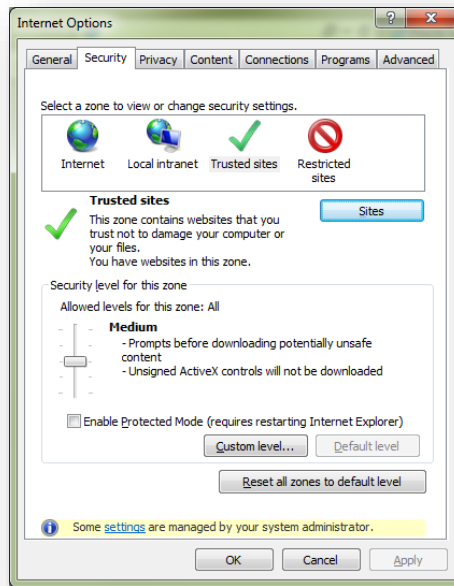 Internet Options
?
X
General Security Privacy Content Connections Programs Advanced
Select a zone to view or change security settings.
Internet Local intranet Trusted sites Restricted
sites
Trusted sites
Sites
This zone contains websites that you
trust not to damage your computer or
your files.
You have websites in this zone.
Security level for this zone
Allowed levels for this zone: All
Medium
- Prompts before downloading potentially unsafe
content
- Unsigned ActiveX controls will not be downloaded
Enable Protected Mode (requires restarting Internet Explorer)
Custom level... Default level
Reset all zones to default level
Some settings are managed by your system administrator.
OK Cancel Apply